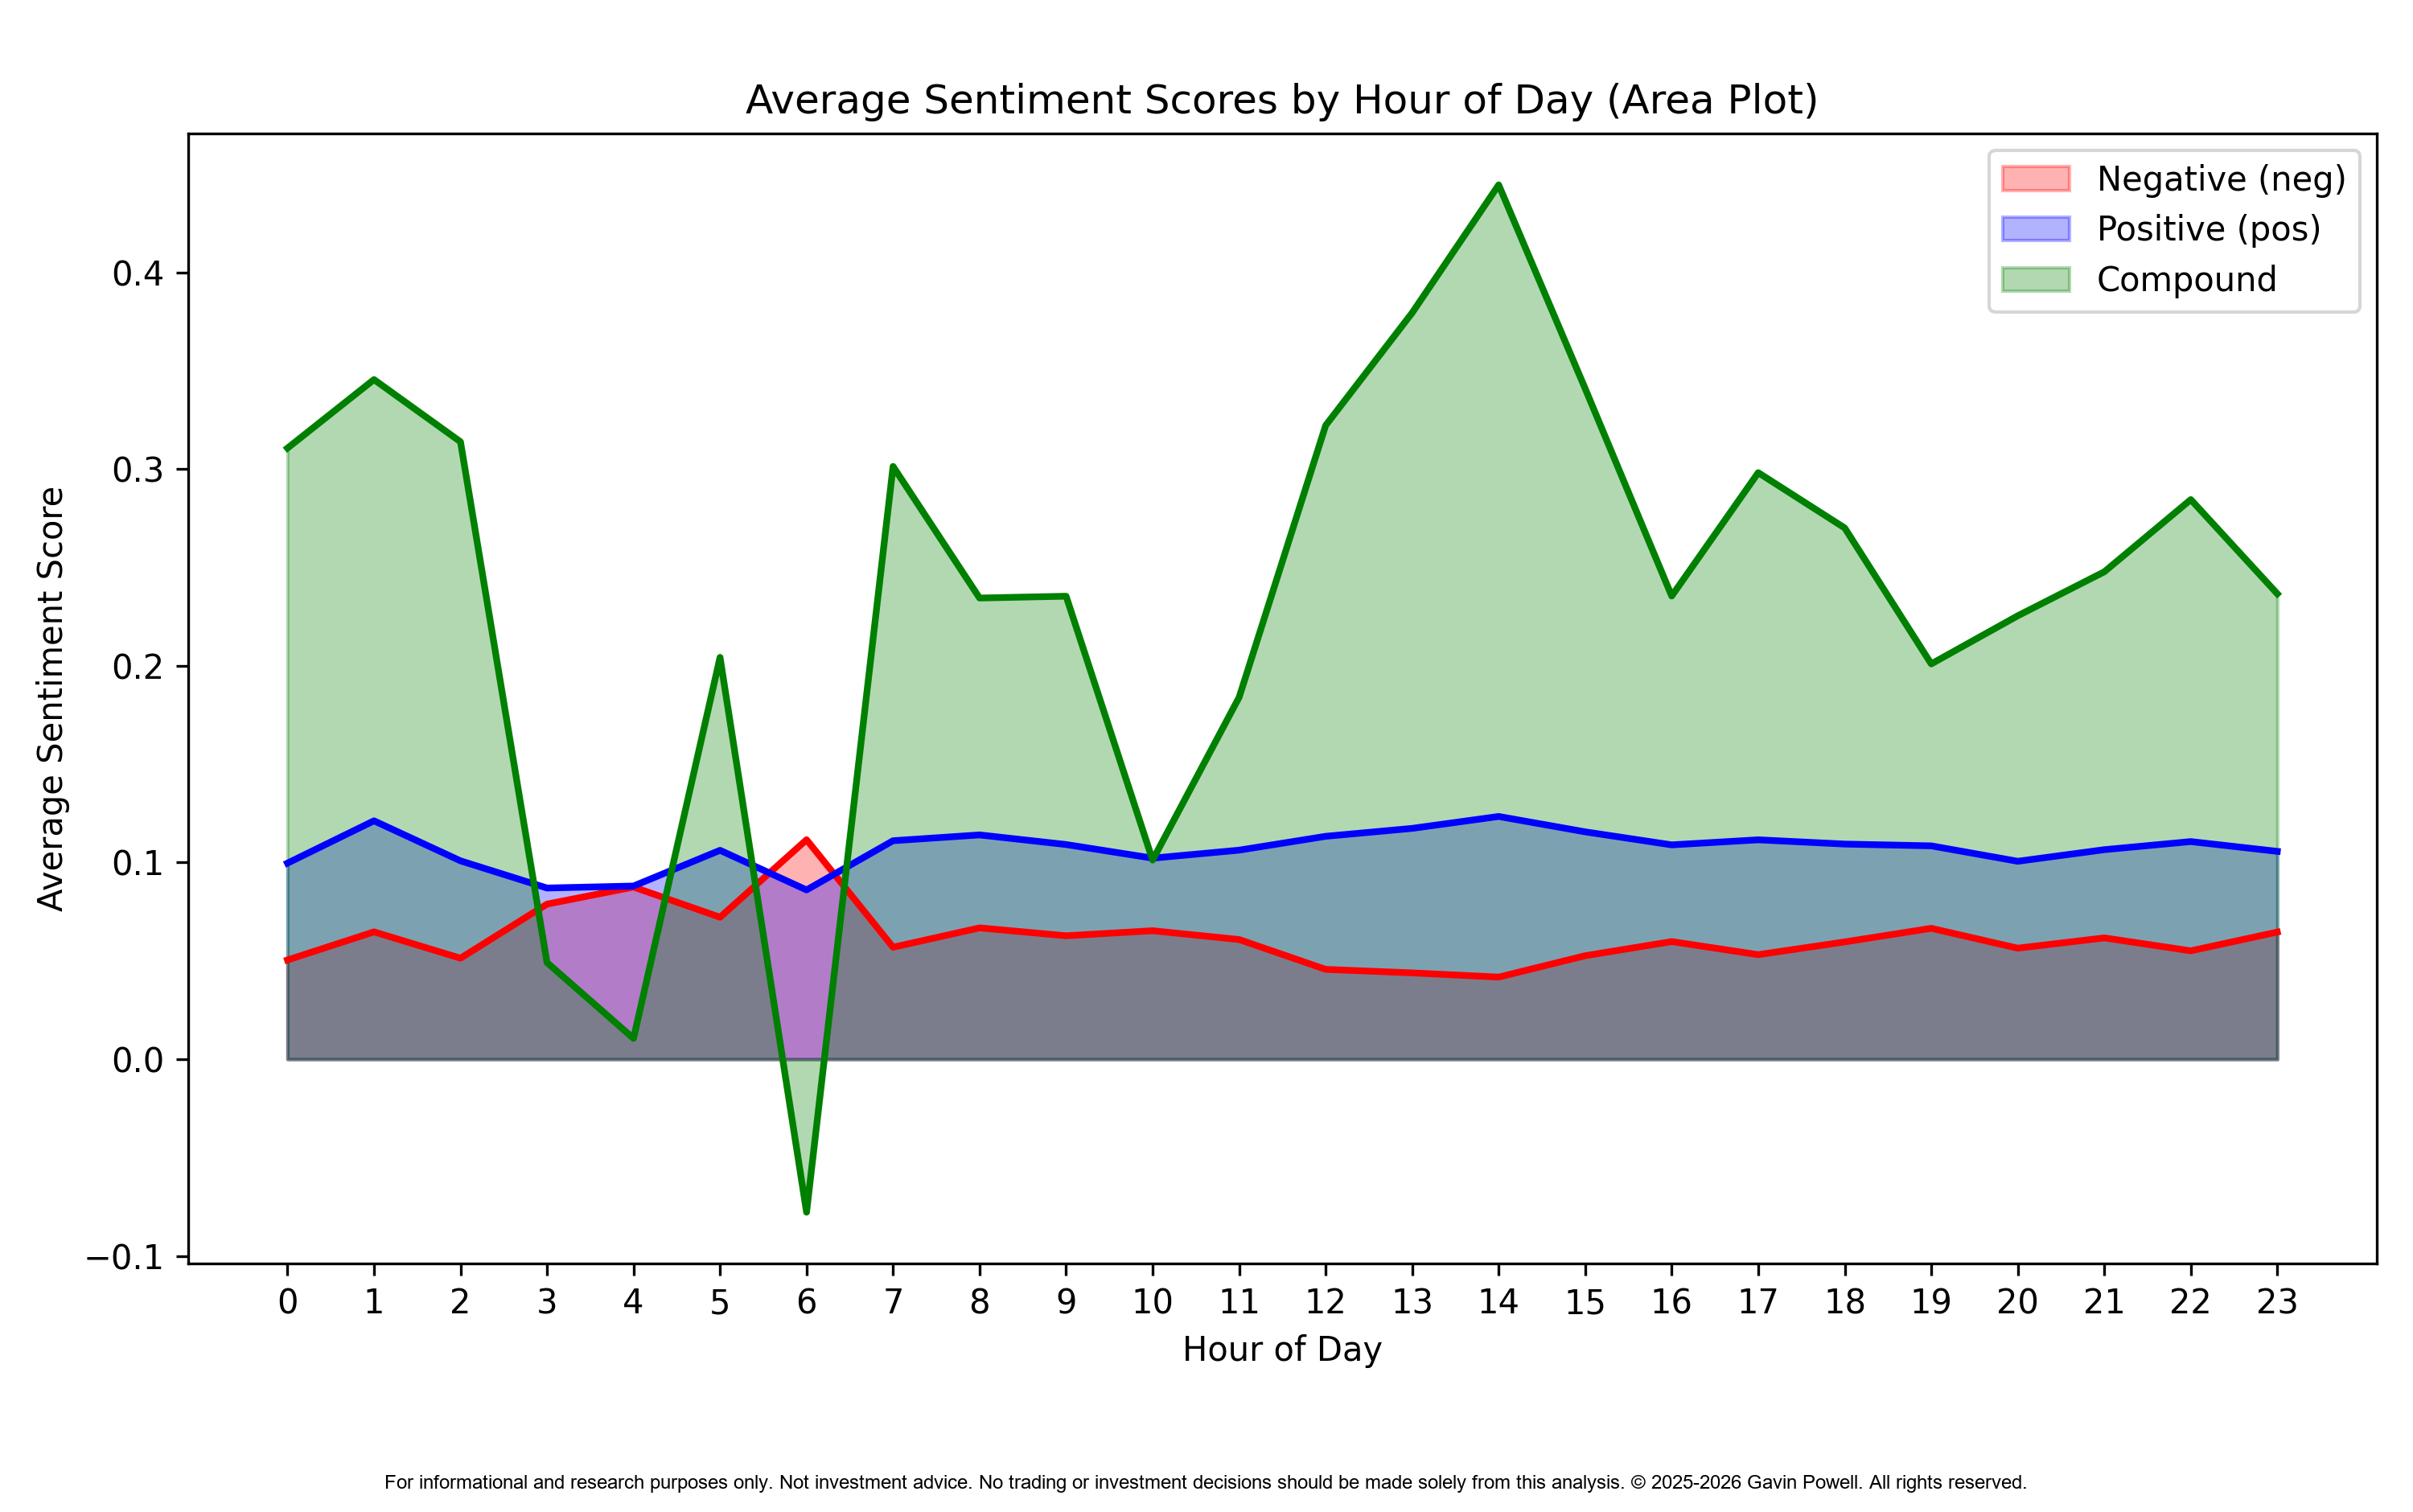 Average Sentiment Scores by Hour of Day (Area Plot)
Negative (neg)
Positive (pos)
Compound
Average Sentiment Score
0.4
0.3
0.2
0.1
0.0
−0.1
0 1 2 3 4 5 6 7 8 9 10 11 12 13 14 15 16 17 18 19 20 21 22 23
Hour of Day
For informational and research purposes only. Not investment advice. No trading or investment decisions should be made solely from this analysis. © 2025-2026 Gavin Powell. All rights reserved.